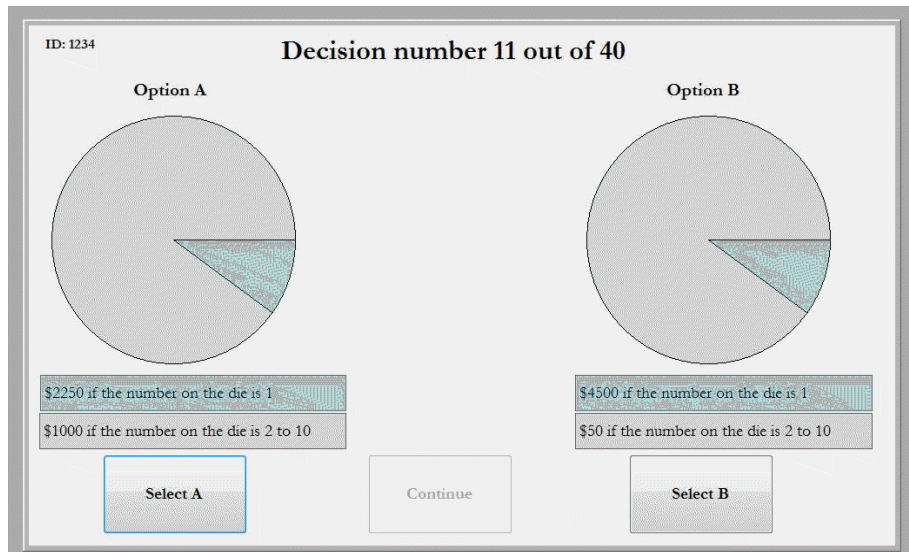 ID: 1234
Decision number 11 out of 40
Option A
Option B
$2250 if the number on the die is 1
$4500 if the number on the die is 1
$1000 if the number on the die is 2 to 10
$50 if the number on the die is 2 to 10
Select A
Continue
Select B